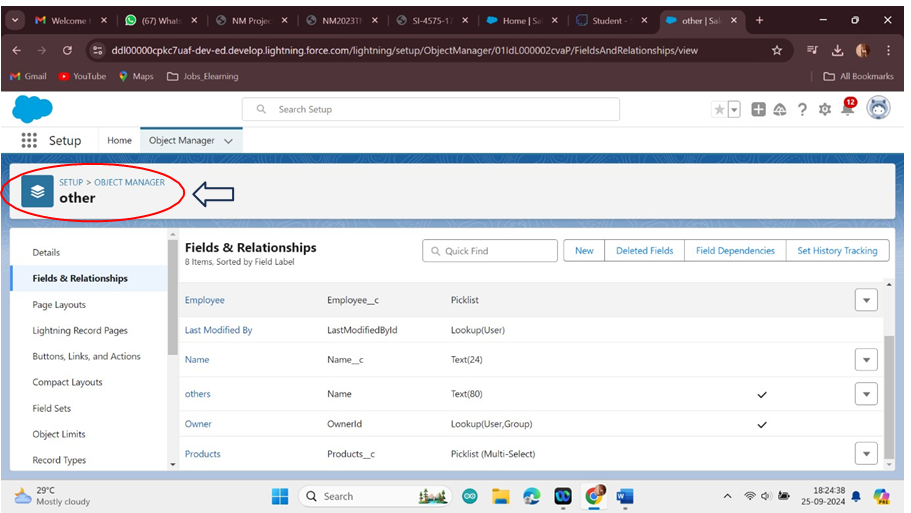 Welcome
(67) Whats
NM Projec
NM2023TM
SI-4575-17
Home | Sal
Student - S
other | Sale
ddl00000cpkc7uaf-dev-ed.develop.lightning.force.com/lightning/setup/ObjectManager/01IdL000002cvaP/FieldsAndRelationships/view
Gmail YouTube Maps Jobs_Elearning All Bookmarks
Search Setup
12
Setup Home Object Manager
SETUP > OBJECT MANAGER
other
Details
Fields & Relationships
Page Layouts
Lightning Record Pages
Buttons, Links, and Actions
Compact Layouts
Field Sets
Object Limits
Record Types
Fields & Relationships
8 Items, Sorted by Field Label
Quick Find
New Deleted Fields Field Dependencies Set History Tracking
Employee Employee__c Picklist
Last Modified By LastModifiedById Lookup(User)
Name Name__c Text(24)
others Name Text(80)
Owner OwnerId Lookup(User,Group)
Products Products__c Picklist (Multi-Select)
29°C
Mostly cloudy
Search
18:24:38
25-09-2024